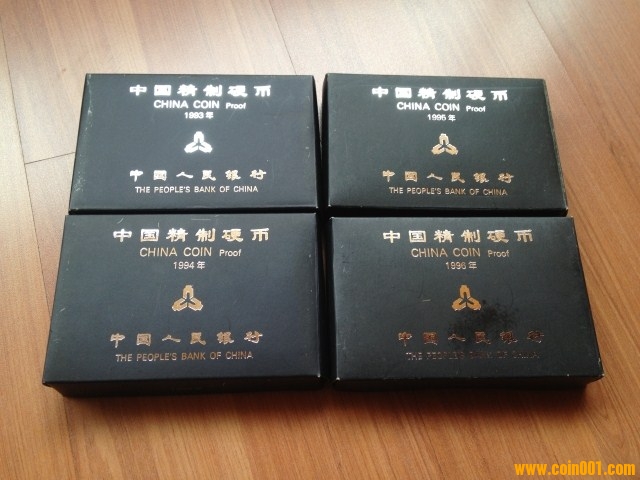 中国精制硬币
CHINA COIN Proof
1993年
中国人民银行
THE PEOPLE'S BANK OF CHINA
中国精制硬币
CHINA COIN Proof
1995年
中国人民银行
THE PEOPLE'S BANK OF CHINA
中国精制硬币
CHINA COIN Proof
1994年
中国人民银行
THE PEOPLE'S BANK OF CHINA
中国精制硬币
CHINA COIN Proof
1996年
中国人民银行
THE PEOPLE'S BANK OF CHINA
www.coin001.com